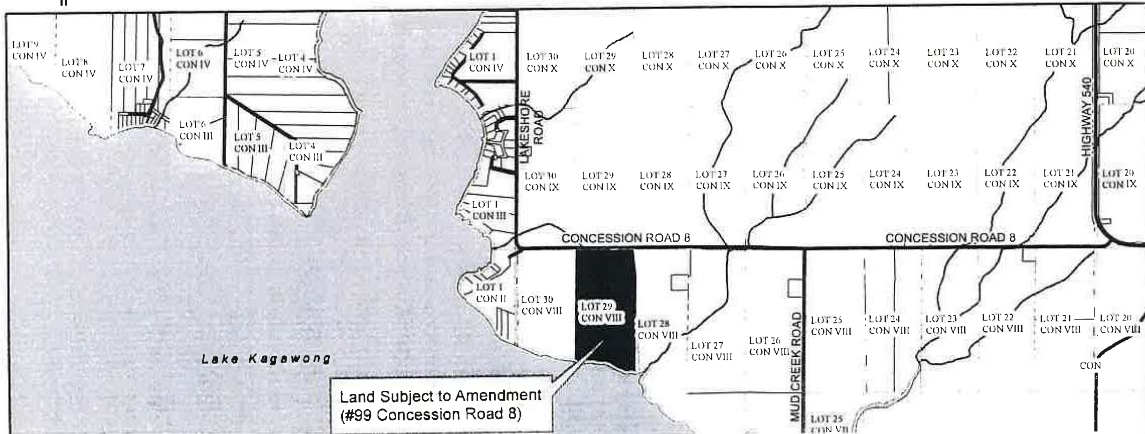 LOT 9
CON IV
LOT 8
CON IV
LOT 7
CON IV
LOT 6
CON IV
LOT 5
CON IV
LOT 4
CON IV
LOT 1
CON IV
LOT 30
CON X
LOT 29
CON X
LOT 28
CON X
LOT 27
CON X
LOT 26
CON X
LOT 25
CON X
LOT 24
CON X
LOT 23
CON X
LOT 22
CON X
LOT 21
CON X
LOT 20
CON X
LOT 6
CON III
LOT 5
CON III
LOT 4
CON III
LAKESHORE
ROAD
HIGHWAY 540
LOT 1
CON III
LOT 30
CON IX
LOT 29
CON IX
LOT 28
CON IX
LOT 27
CON IX
LOT 26
CON IX
LOT 25
CON IX
LOT 24
CON IX
LOT 23
CON IX
LOT 22
CON IX
LOT 21
CON IX
LOT 20
CON IX
CONCESSION ROAD 8
CONCESSION ROAD 8
LOT 1
CON II
LOT 30
CON VIII
LOT 29
CON VIII
LOT 28
CON VIII
LOT 27
CON VIII
LOT 26
CON VIII
MUD CREEK ROAD
LOT 25
CON VIII
LOT 24
CON VIII
LOT 23
CON VIII
LOT 22
CON VIII
LOT 21
CON VIII
LOT 20
CON VIII
CON
Lake Kagawong
Land Subject to Amendment
(#99 Concession Road 8)
LOT 25
CON VII